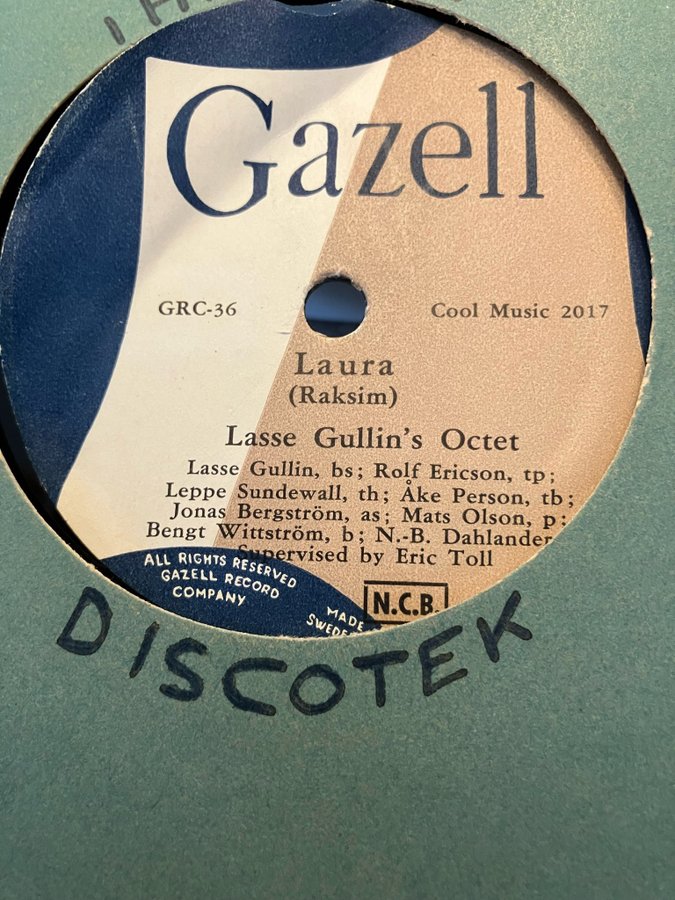 Gazell
GRC-36
Cool Music 2017
Laura
(Raksim)
Lasse Gullin's Octet
Lasse Gullin, bs; Rolf Ericson, tp;
Leppe Sundewall, th; Åke Person, tb;
Jonas Bergström, as; Mats Olson, p;
Bengt Wittström, b; N.-B. Dahlander
Supervised by Eric Toll
ALL RIGHTS RESERVED
GAZELL RECORD
COMPANY
N.C.B.
MADE
DISCOTEK